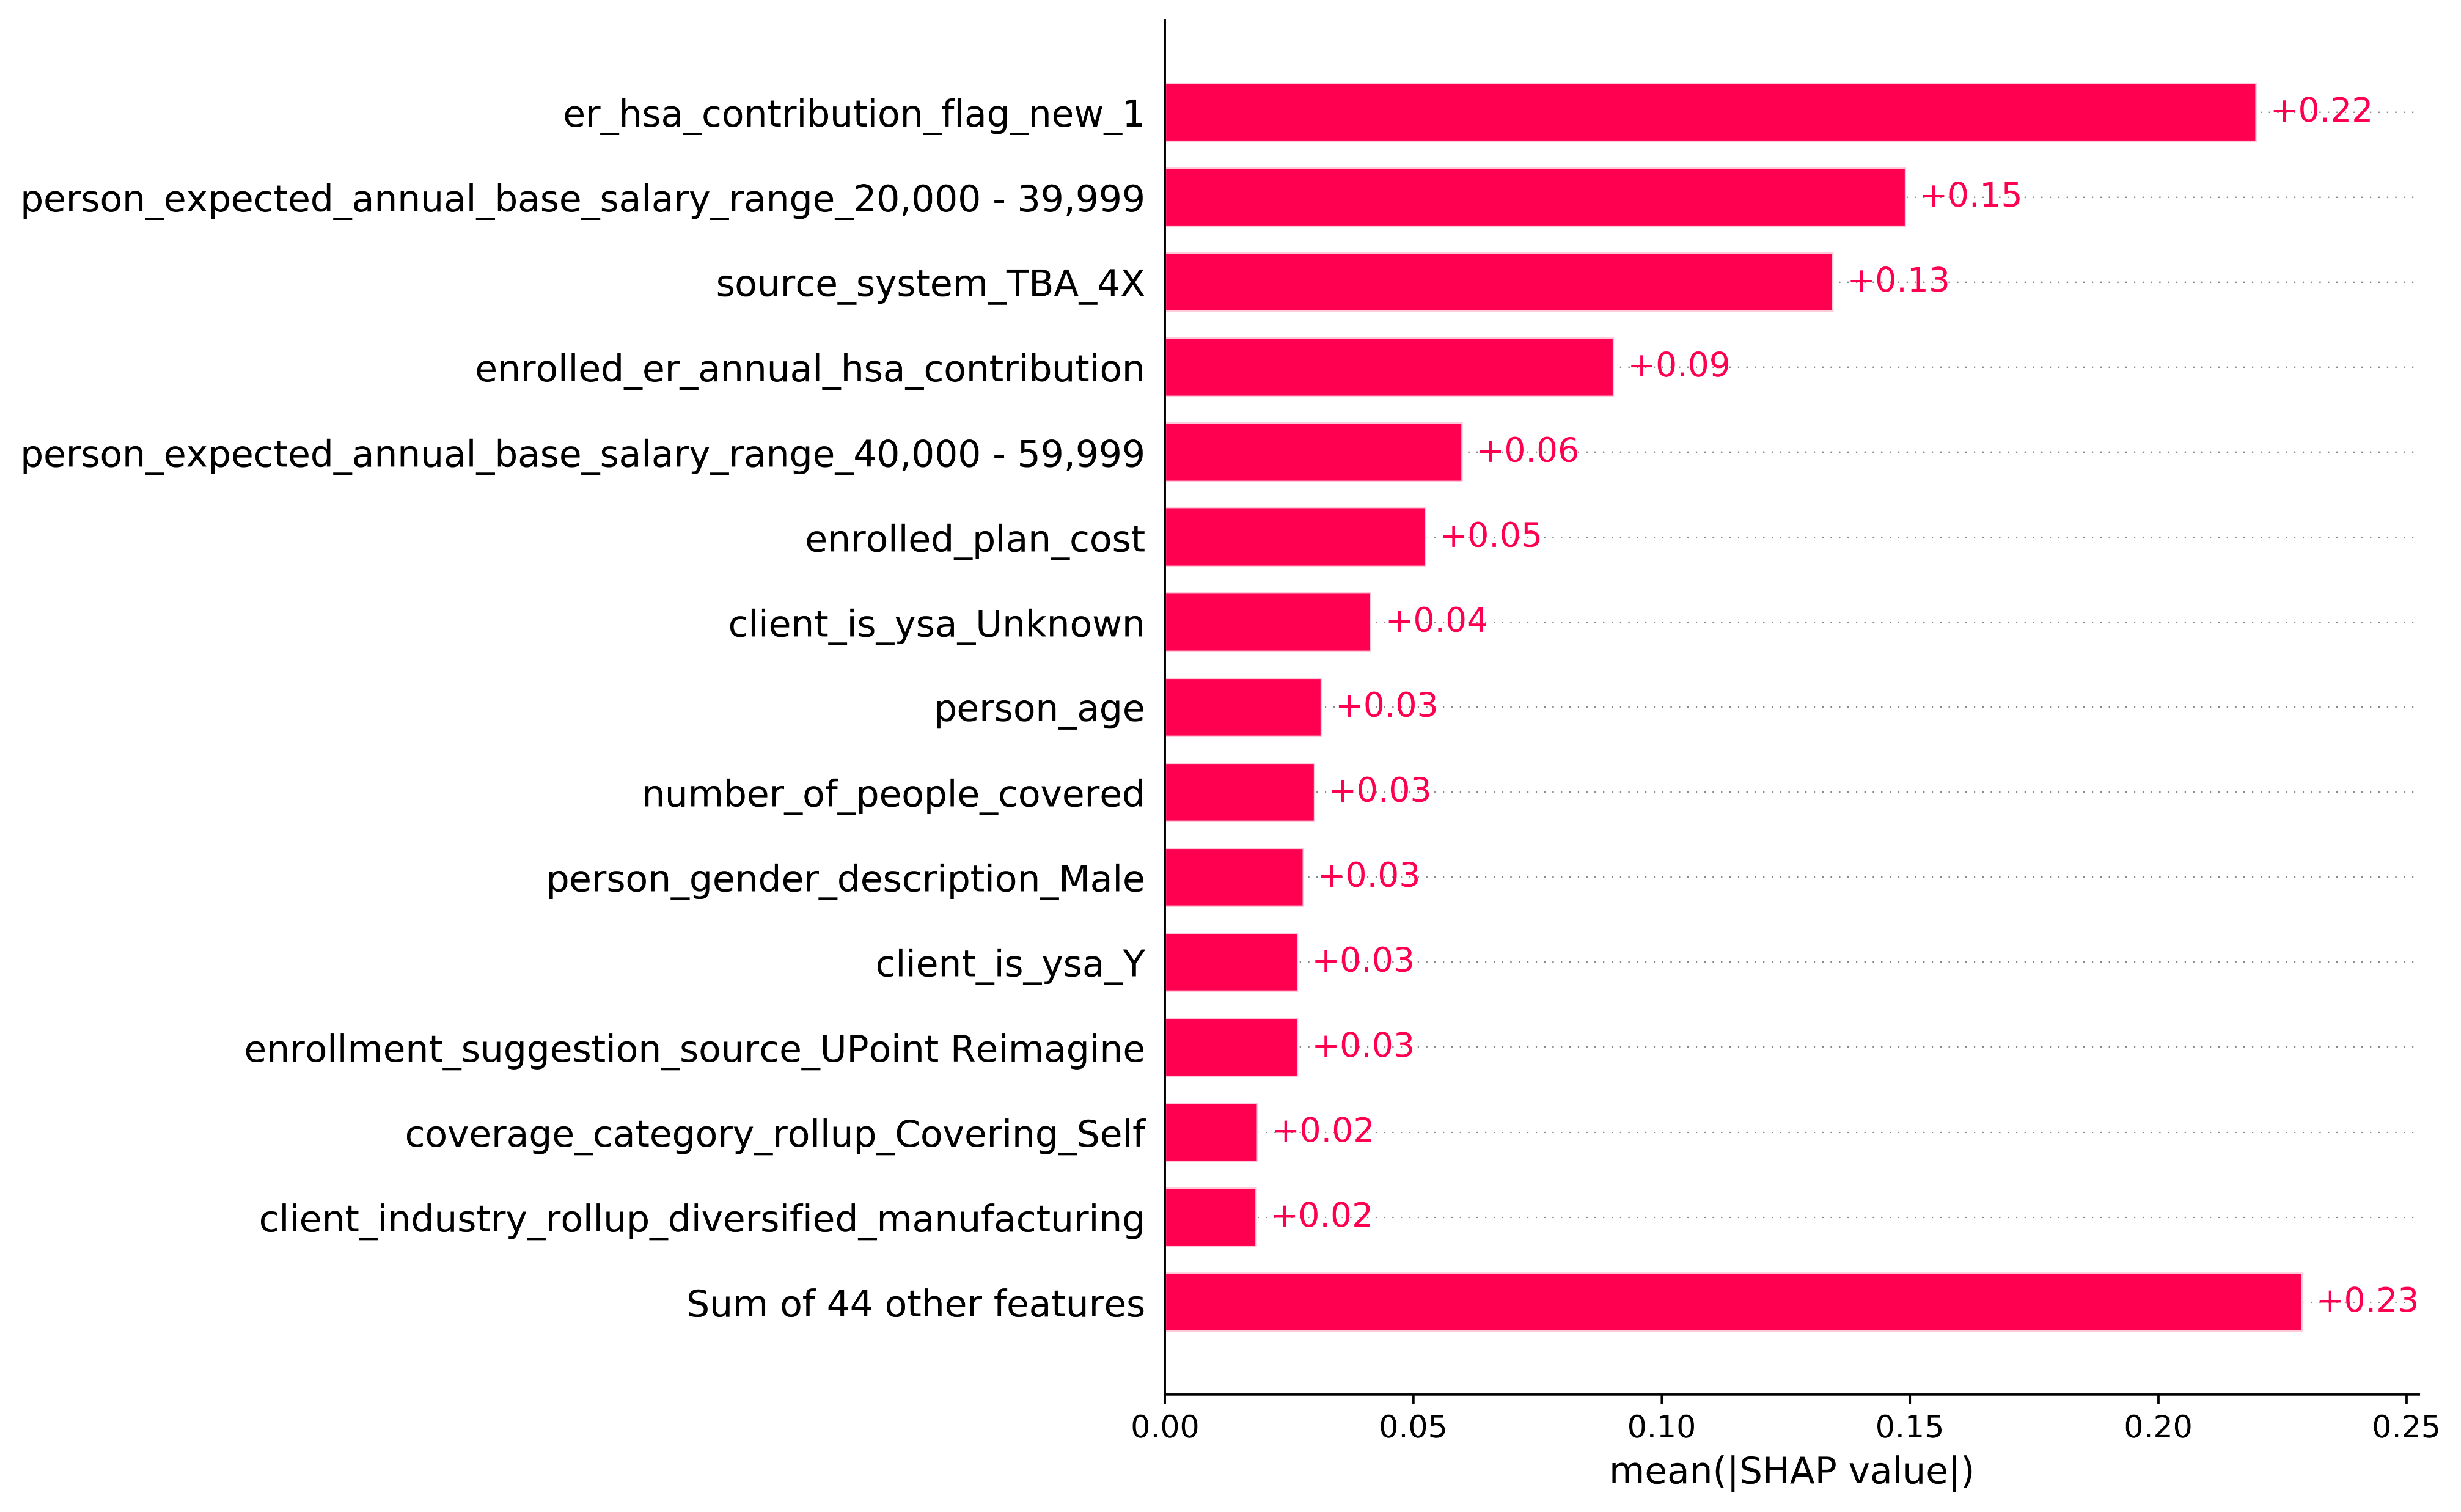 er_hsa_contribution_flag_new_1 +0.22
person_expected_annual_base_salary_range_20,000 - 39,999 +0.15
source_system_TBA_4X +0.13
enrolled_er_annual_hsa_contribution +0.09
person_expected_annual_base_salary_range_40,000 - 59,999 +0.06
enrolled_plan_cost +0.05
client_is_ysa_Unknown +0.04
person_age +0.03
number_of_people_covered +0.03
person_gender_description_Male +0.03
client_is_ysa_Y +0.03
enrollment_suggestion_source_UPoint Reimagine +0.03
coverage_category_rollup_Covering_Self +0.02
client_industry_rollup_diversified_manufacturing +0.02
Sum of 44 other features +0.23
0.00 0.05 0.10 0.15 0.20 0.25
mean(|SHAP value|)